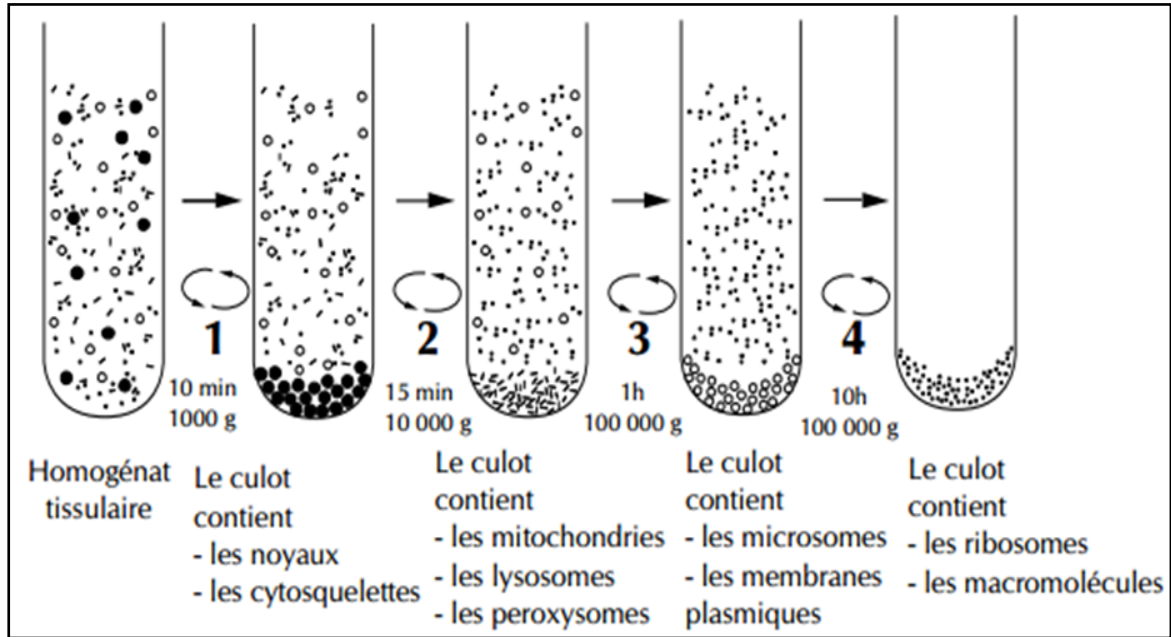 1
10 min
1000 g
2
15 min
10 000 g
3
1h
100 000 g
4
10h
100 000 g
Homogénat
tissulaire
Le culot
contient
- les noyaux
- les cytosquelettes
Le culot
contient
- les mitochondries
- les lysosomes
- les peroxysomes
Le culot
contient
- les microsomes
- les membranes
plasmiques
Le culot
contient
- les ribosomes
- les macromolécules